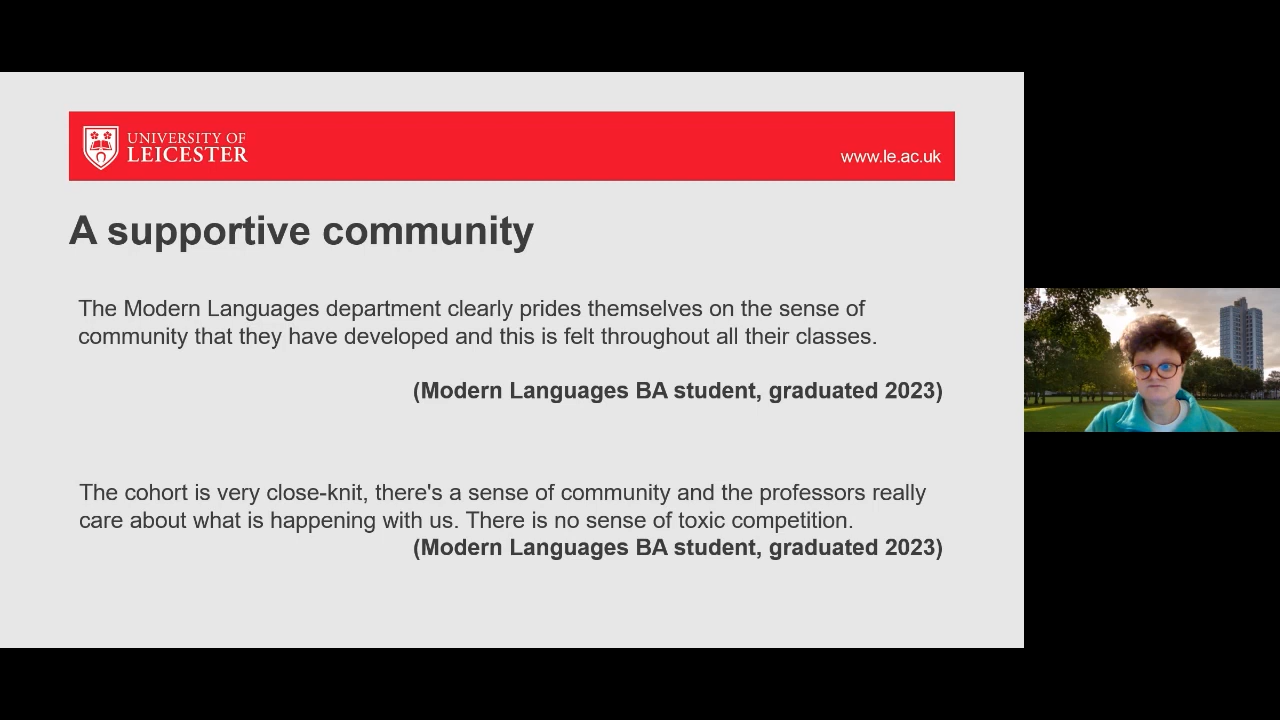 UNIVERSITY OF
LEICESTER
www.le.ac.uk
A supportive community
The Modern Languages department clearly prides themselves on the sense of
community that they have developed and this is felt throughout all their classes.
(Modern Languages BA student, graduated 2023)
The cohort is very close-knit, there's a sense of community and the professors really
care about what is happening with us. There is no sense of toxic competition.
(Modern Languages BA student, graduated 2023)